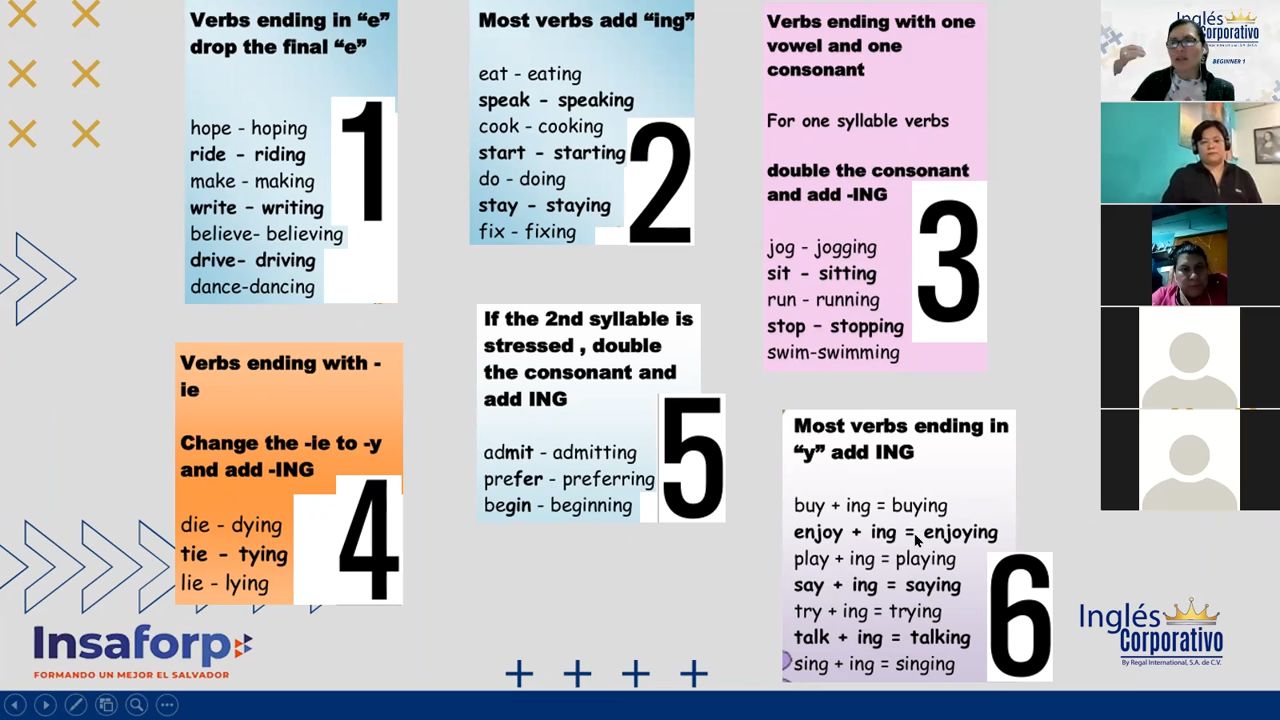 Verbs ending in “e”
drop the final “e”
hope - hoping
ride - riding
make - making
write - writing
believe- believing
drive- driving
dance-dancing
1
Most verbs add “ing”
eat - eating
speak - speaking
cook - cooking
start - starting
do - doing
stay - staying
fix - fixing
2
Verbs ending with one
vowel and one
consonant
For one syllable verbs
double the consonant
and add -ING
jog - jogging
sit - sitting
run - running
stop - stopping
swim-swimming
3
Verbs ending with -
ie
Change the -ie to -y
and add -ING
die - dying
tie - tying
lie - lying
4
If the 2nd syllable is
stressed , double
the consonant and
add ING
admit - admitting
prefer - preferring
begin - beginning
5
Most verbs ending in
“y” add ING
buy + ing = buying
enjoy + ing = enjoying
play + ing = playing
say + ing = saying
try + ing = trying
talk + ing = talking
sing + ing = singing
6
Insaforp
FORMANDO UN MEJOR EL SALVADOR
Inglés
Corporativo
By Regal International, S.A. de C.V.
Inglés
Corporativo
BEGINNER 1